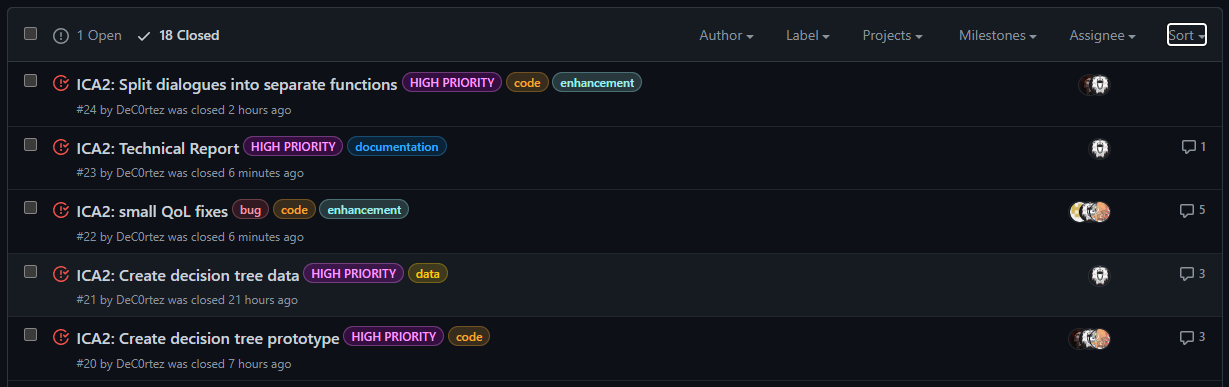 1 Open 18 Closed Author Label Projects Milestones Assignee Sort
ICA2: Split dialogues into separate functions HIGH PRIORITY code enhancement
#24 by DeC0rtez was closed 2 hours ago
ICA2: Technical Report HIGH PRIORITY documentation 1
#23 by DeC0rtez was closed 6 minutes ago
ICA2: small QoL fixes bug code enhancement 5
#22 by DeC0rtez was closed 6 minutes ago
ICA2: Create decision tree data HIGH PRIORITY data 3
#21 by DeC0rtez was closed 21 hours ago
ICA2: Create decision tree prototype HIGH PRIORITY code 3
#20 by DeC0rtez was closed 7 hours ago